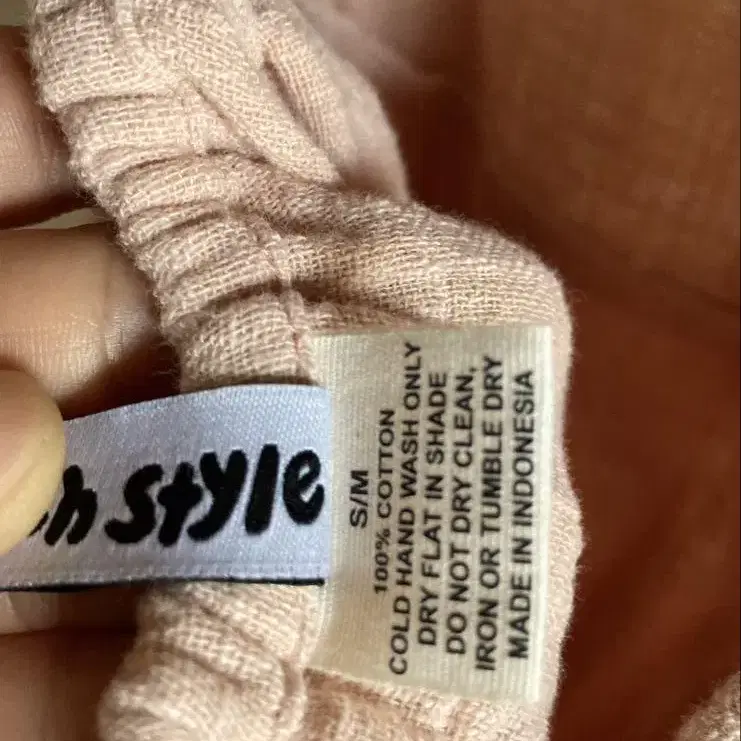 style
S/M
100% COTTON
COLD HAND WASH ONLY
DRY FLAT IN SHADE
DO NOT DRY CLEAN,
IRON OR TUMBLE DRY
MADE IN INDONESIA